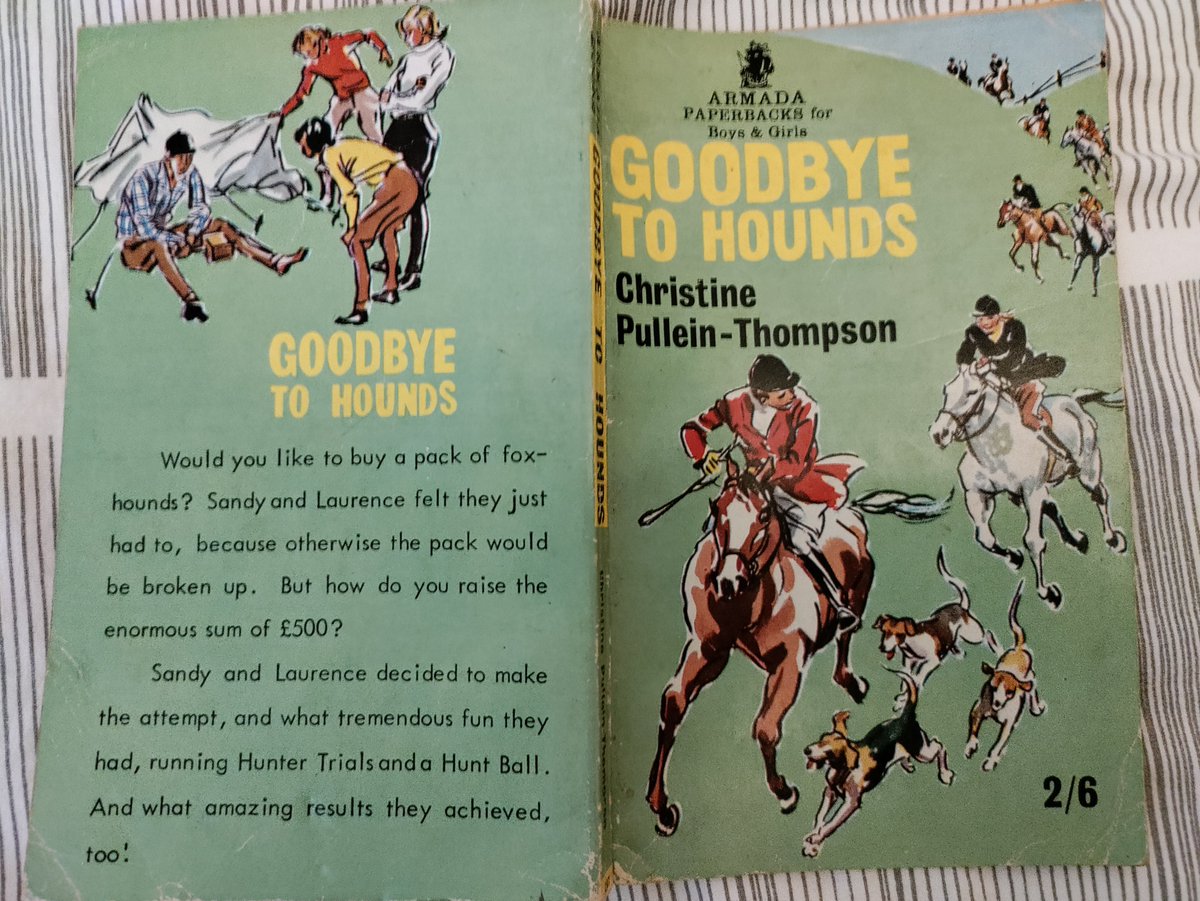 GOODBYE
TO HOUNDS
Would you like to buy a pack of fox-
hounds? Sandy and Laurence felt they just
had to, because otherwise the pack would
be broken up. But how do you raise the
enormous sum of £500?
Sandy and Laurence decided to make
the attempt, and what tremendous fun they
had, running Hunter Trials and a Hunt Ball.
And what amazing results they achieved,
too!
GOODBYE TO HOUNDS
ARMADA
PAPERBACKS for
Boys & Girls
GOODBYE
TO HOUNDS
Christine
Pullein-Thompson
2/6